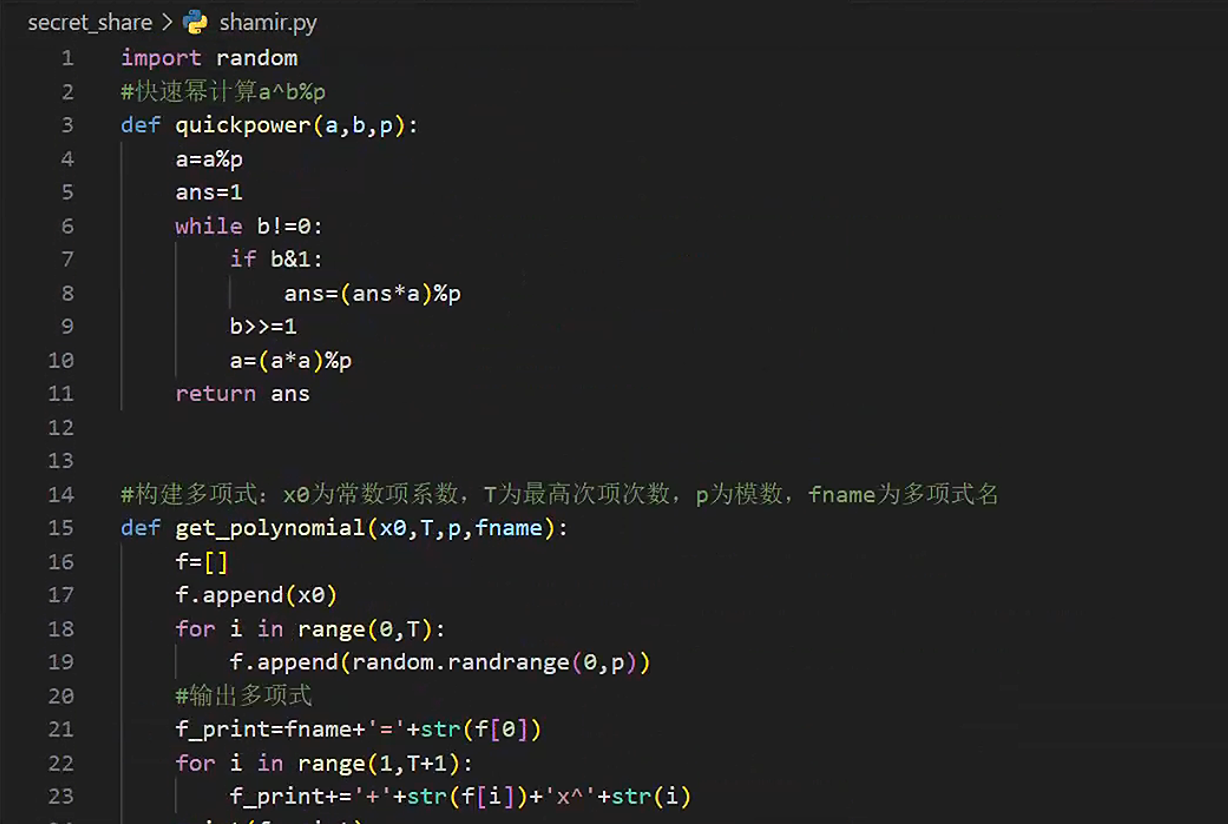 secret_share > shamir.py
1 import random
2 #快速幂计算a^b%p
3 def quickpower(a,b,p):
4     a=a%p
5     ans=1
6     while b!=0:
7         if b&1:
8             ans=(ans*a)%p
9         b>>=1
10         a=(a*a)%p
11     return ans
12
13
14 #构建多项式：x0为常数项系数，T为最高次项次数，p为模数，fname为多项式名
15 def get_polynomial(x0,T,p,fname):
16     f=[]
17     f.append(x0)
18     for i in range(0,T):
19         f.append(random.randrange(0,p))
20     #输出多项式
21     f_print=fname+'='+str(f[0])
22     for i in range(1,T+1):
23         f_print+='+'+str(f[i])+'x^'+str(i)